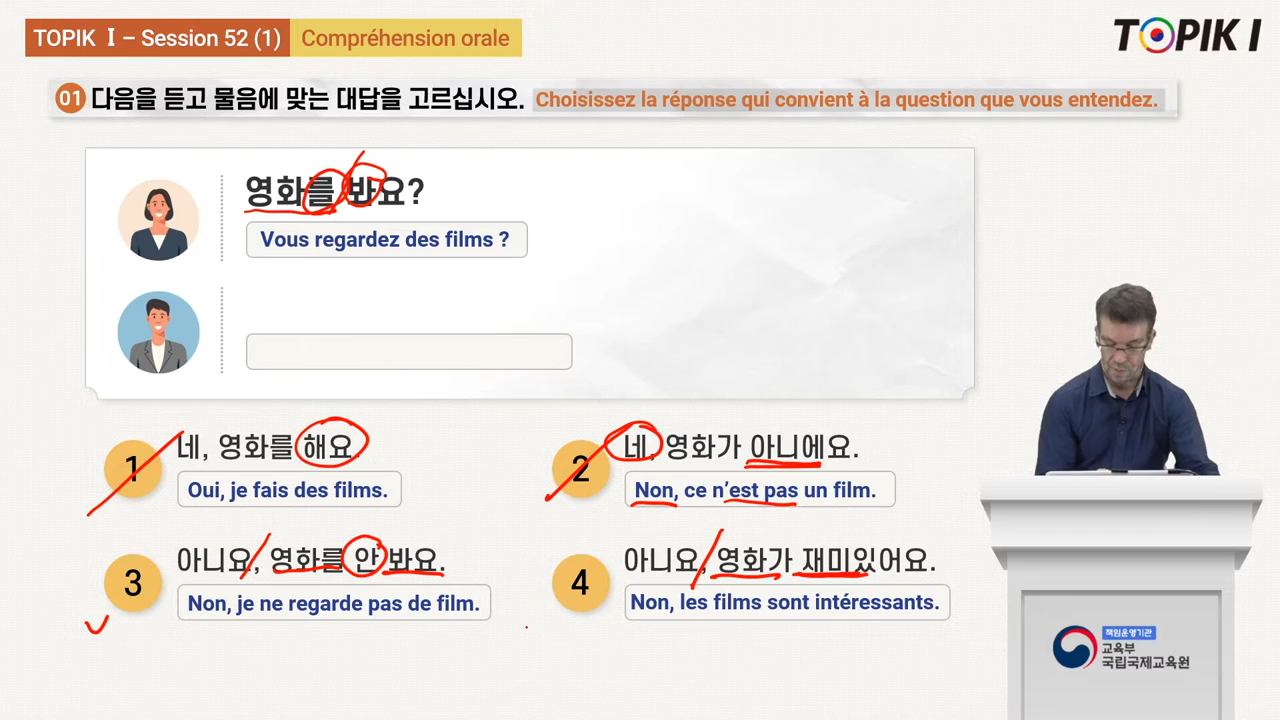 TOPIK Ⅰ – Session 52 (1) Compréhension orale
TOPIK I
01 다음을 듣고 물음에 맞는 대답을 고르십시오. Choisissez la réponse qui convient à la question que vous entendez.
영화를 봐요?
Vous regardez des films ?
1 네, 영화를 해요.
Oui, je fais des films.
2 네, 영화가 아니에요.
Non, ce n'est pas un film.
3 아니요, 영화를 안 봐요.
Non, je ne regarde pas de film.
4 아니요, 영화가 재미있어요.
Non, les films sont intéressants.
책임운영기관
교육부
국립국제교육원